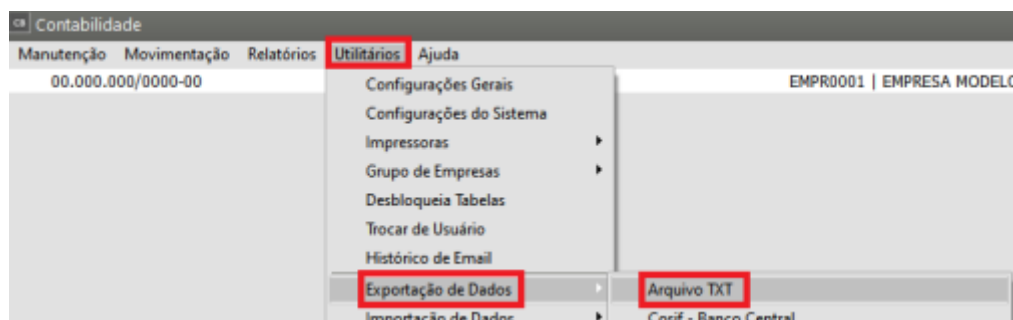 CB Contabilidade
Manutenção Movimentação Relatórios Utilitários Ajuda
00.000.000/0000-00 EMPR0001 | EMPRESA MODELO
Configurações Gerais
Configurações do Sistema
Impressoras
Grupo de Empresas
Desbloqueia Tabelas
Trocar de Usuário
Histórico de Email
Exportação de Dados Arquivo TXT
Importação de Dados Cosif - Banco Central